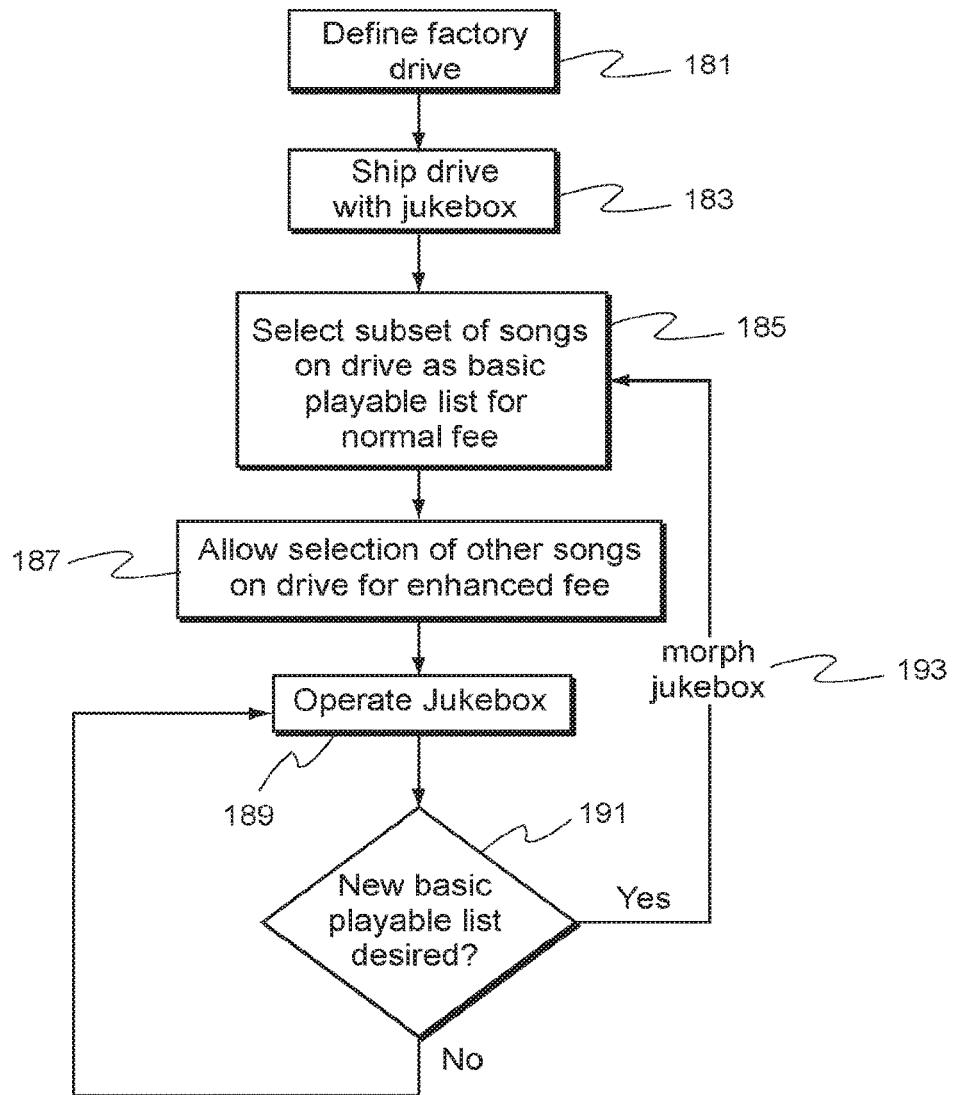 Define factory
drive
181
Ship drive
with jukebox
183
Select subset of songs
on drive as basic
playable list for
normal fee
185
187
Allow selection of other songs
on drive for enhanced fee
morph
jukebox
193
Operate Jukebox
189
191
New basic
playable list
desired?
Yes
No